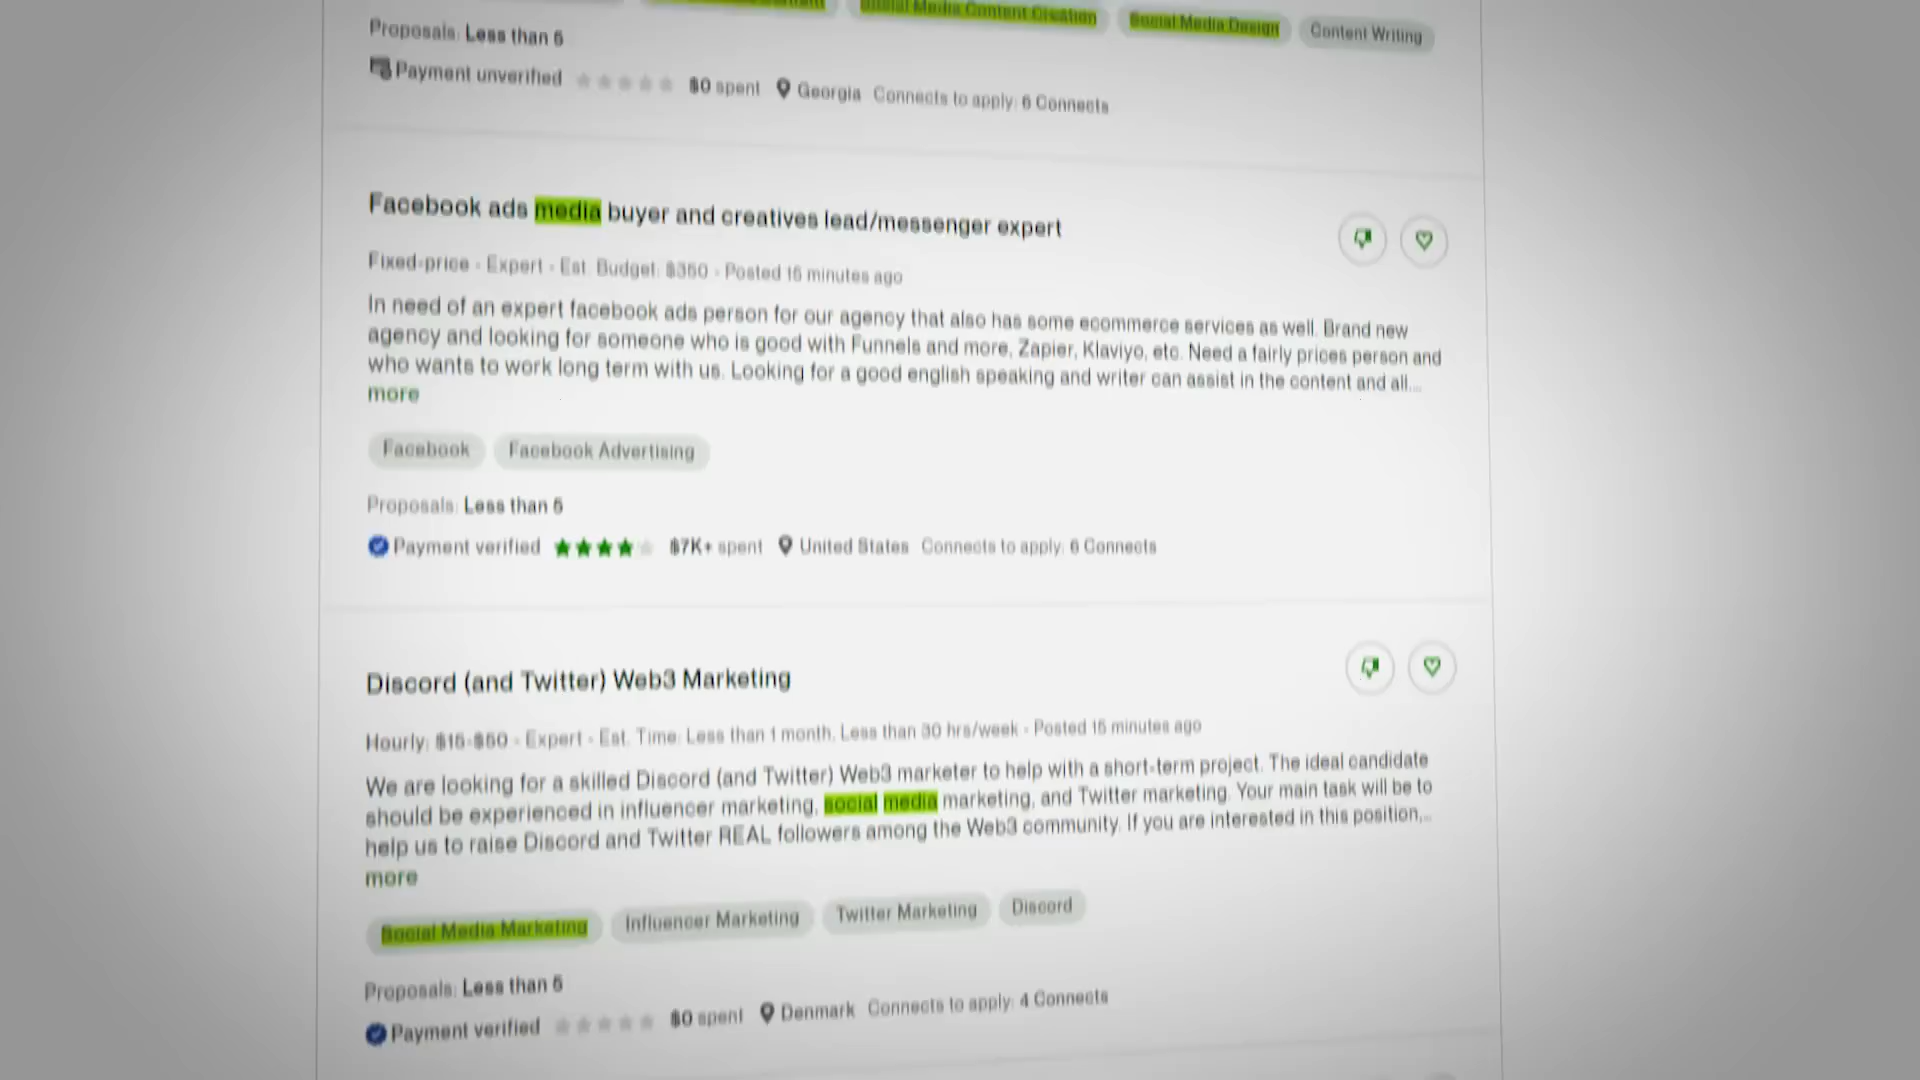 Social Media Content Creation Social Media Design Content Writing
Proposals: Less than 5
Payment unverified $0 spent Georgia Connects to apply: 6 Connects
Facebook ads media buyer and creatives lead/messenger expert
Fixed-price - Expert - Est. Budget: $350 - Posted 15 minutes ago
In need of an expert facebook ads person for our agency that also has some ecommerce services as well. Brand new
agency and looking for someone who is good with Funnels and more, Zapier, Klaviyo, etc. Need a fairly prices person and
who wants to work long term with us. Looking for a good english speaking and writer can assist in the content and all...
more
Facebook Facebook Advertising
Proposals: Less than 5
Payment verified $7K+ spent United States Connects to apply: 6 Connects
Discord (and Twitter) Web3 Marketing
Hourly: $15-$50 - Expert - Est. Time: Less than 1 month, Less than 30 hrs/week - Posted 15 minutes ago
We are looking for a skilled Discord (and Twitter) Web3 marketer to help with a short-term project. The ideal candidate
should be experienced in influencer marketing, social media marketing, and Twitter marketing. Your main task will be to
help us to raise Discord and Twitter REAL followers among the Web3 community. If you are interested in this position,...
more
Social Media Marketing Influencer Marketing Twitter Marketing Discord
Proposals: Less than 5
Payment verified $0 spent Denmark Connects to apply: 4 Connects